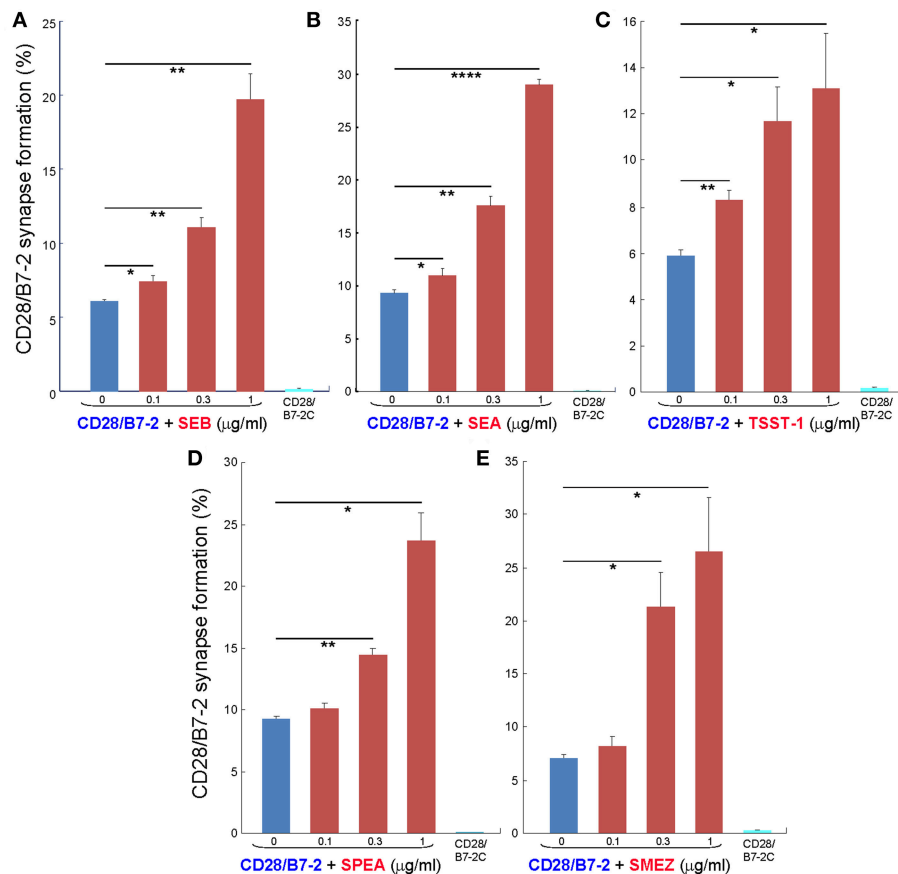 A
B
C
CD28/B7-2 synapse formation (%)
25
20
15
10
5
0
**
**
*
0 0.1 0.3 1
CD28/
B7-2C
CD28/B7-2 + SEB (µg/ml)
35
30
25
20
15
10
5
0
****
**
*
0 0.1 0.3 1
CD28/
B7-2C
CD28/B7-2 + SEA (µg/ml)
16
14
12
10
8
6
4
2
0
*
*
**
0 0.1 0.3 1
CD28/
B7-2C
CD28/B7-2 + TSST-1 (µg/ml)
D
E
CD28/B7-2 synapse formation (%)
30
25
20
15
10
5
0
*
**
0 0.1 0.3 1
CD28/
B7-2C
CD28/B7-2 + SPEA (µg/ml)
35
30
25
20
15
10
5
0
*
*
0 0.1 0.3 1
CD28/
B7-2C
CD28/B7-2 + SMEZ (µg/ml)